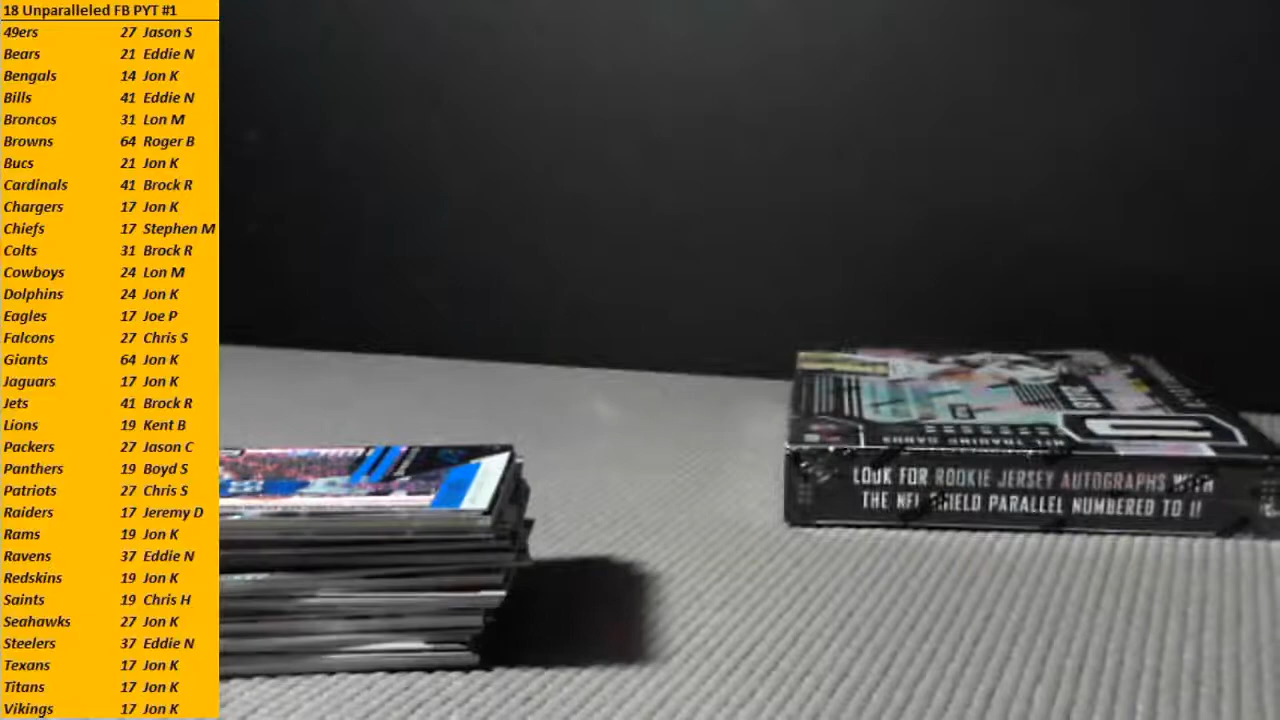 18 Unparalleled FB PYT #1
49ers 27 Jason S
Bears 21 Eddie N
Bengals 14 Jon K
Bills 41 Eddie N
Broncos 31 Lon M
Browns 64 Roger B
Bucs 21 Jon K
Cardinals 41 Brock R
Chargers 17 Jon K
Chiefs 17 Stephen M
Colts 31 Brock R
Cowboys 24 Lon M
Dolphins 24 Jon K
Eagles 17 Joe P
Falcons 27 Chris S
Giants 64 Jon K
Jaguars 17 Jon K
Jets 41 Brock R
Lions 19 Kent B
Packers 27 Jason C
Panthers 19 Boyd S
Patriots 27 Chris S
Raiders 17 Jeremy D
Rams 19 Jon K
Ravens 37 Eddie N
Redskins 19 Jon K
Saints 19 Chris H
Seahawks 27 Jon K
Steelers 37 Eddie N
Texans 17 Jon K
Titans 17 Jon K
Vikings 17 Jon K
NFL TRADING CARDS
LOOK FOR ROOKIE JERSEY AUTOGRAPHS WITH
THE NFL SHIELD PARALLEL NUMBERED TO 1!